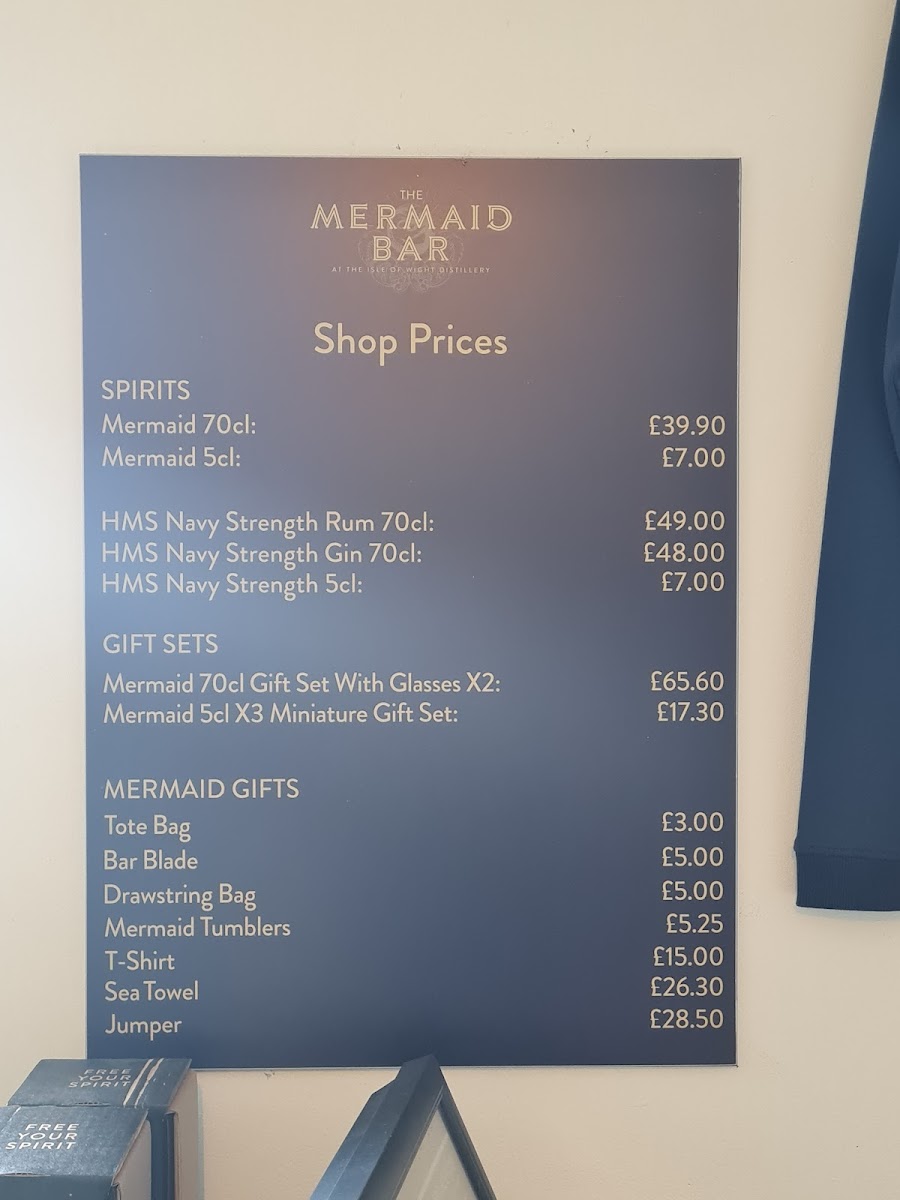 THE
MERMAID
BAR
AT THE ISLE OF WIGHT DISTILLERY
Shop Prices
SPIRITS
Mermaid 70cl: £39.90
Mermaid 5cl: £7.00
HMS Navy Strength Rum 70cl: £49.00
HMS Navy Strength Gin 70cl: £48.00
HMS Navy Strength 5cl: £7.00
GIFT SETS
Mermaid 70cl Gift Set With Glasses X2: £65.60
Mermaid 5cl X3 Miniature Gift Set: £17.30
MERMAID GIFTS
Tote Bag £3.00
Bar Blade £5.00
Drawstring Bag £5.00
Mermaid Tumblers £5.25
T-Shirt £15.00
Sea Towel £26.30
Jumper £28.50
FREE
YOUR
SPIRIT
FREE
YOUR
SPIRIT